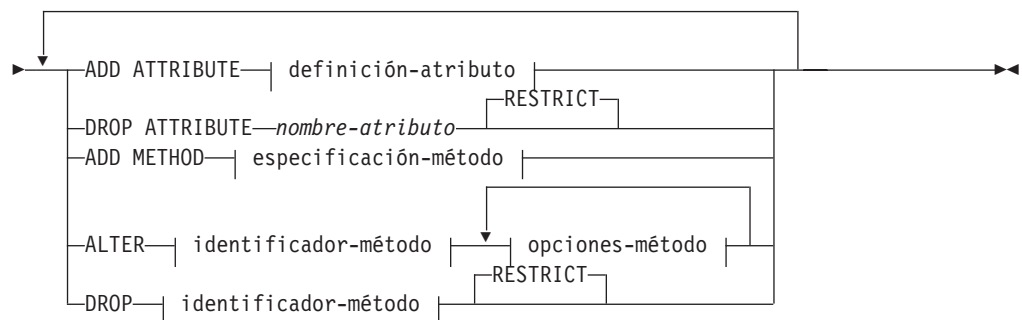 ADD ATTRIBUTE definición-atributo
RESTRICT
DROP ATTRIBUTE nombre-atributo
ADD METHOD especificación-método
ALTER identificador-método opciones-método
RESTRICT
DROP identificador-método